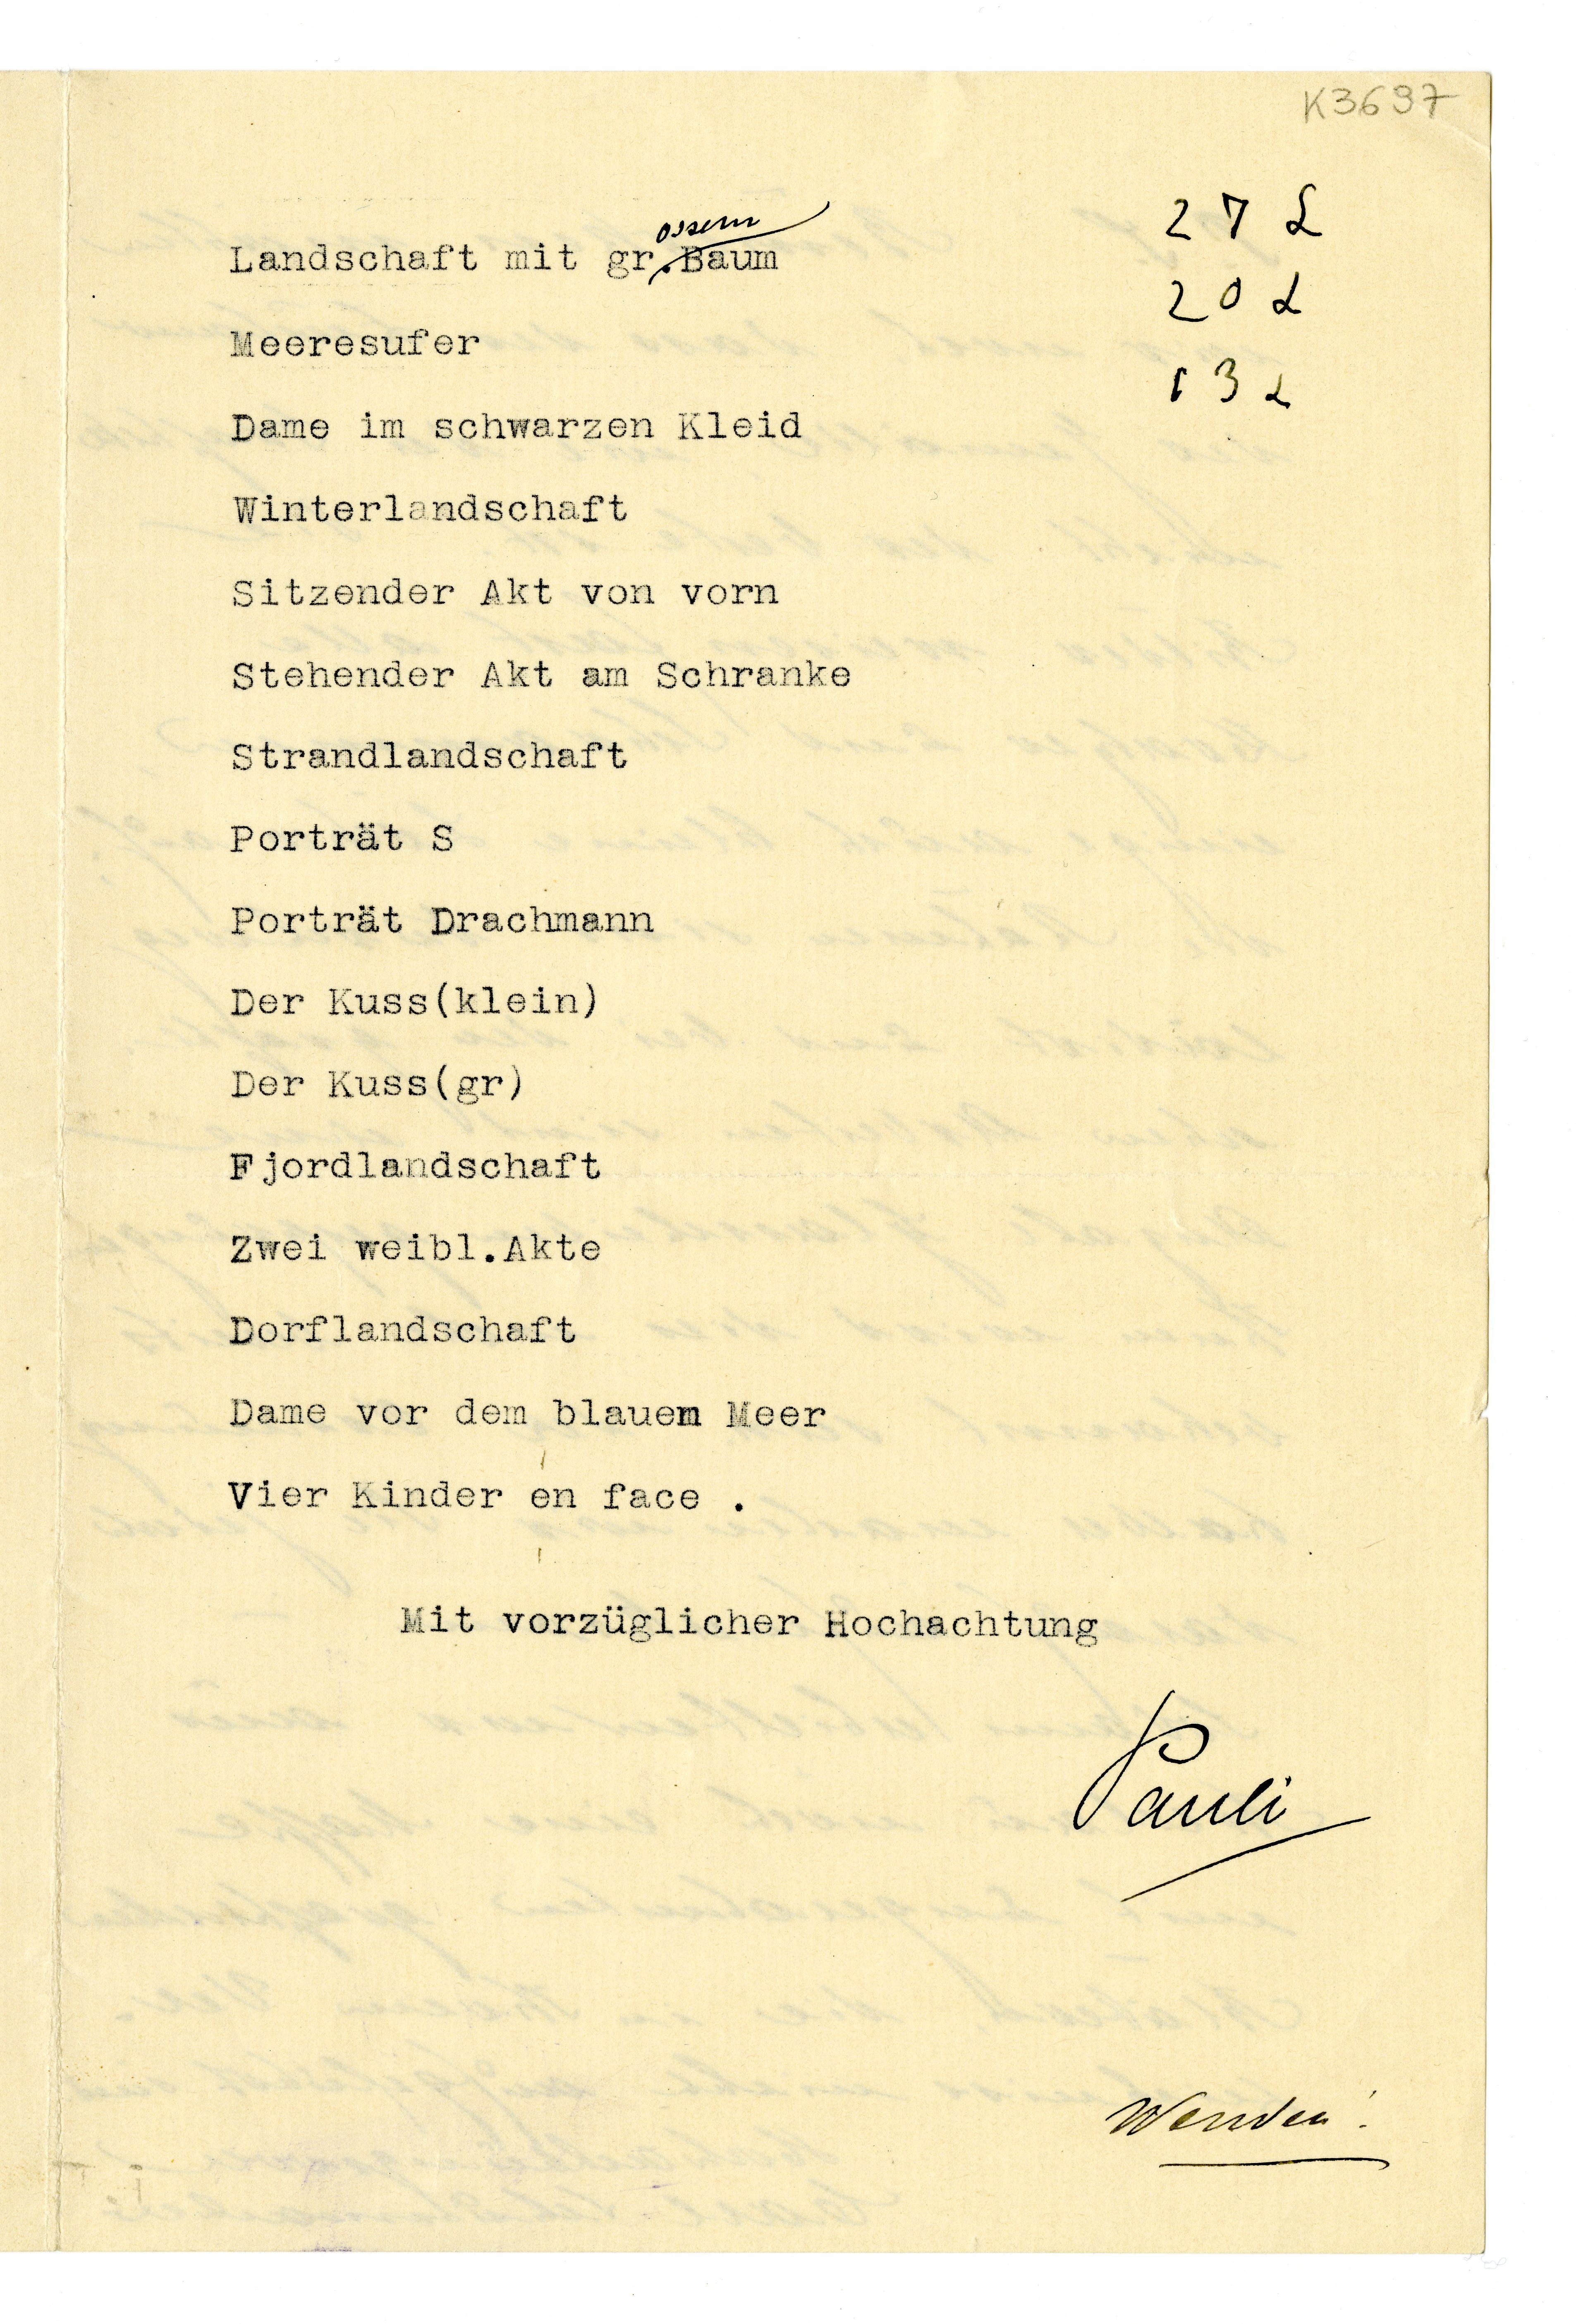 K3697
27 £
20 £
13 £
ossem
Landschaft mit gr.Baum
Meeresufer
Dame im schwarzen Kleid
Winterlandschaft
Sitzender Akt von vorn
Stehender Akt am Schranke
Strandlandschaft
Porträt S
Porträt Drachmann
Der Kuss(klein)
Der Kuss(gr)
Fjordlandschaft
Zwei weibl.Akte
Dorflandschaft
Dame vor dem blauem Meer
Vier Kinder en face .
Mit vorzüglicher Hochachtung
Pauli
Wenden!